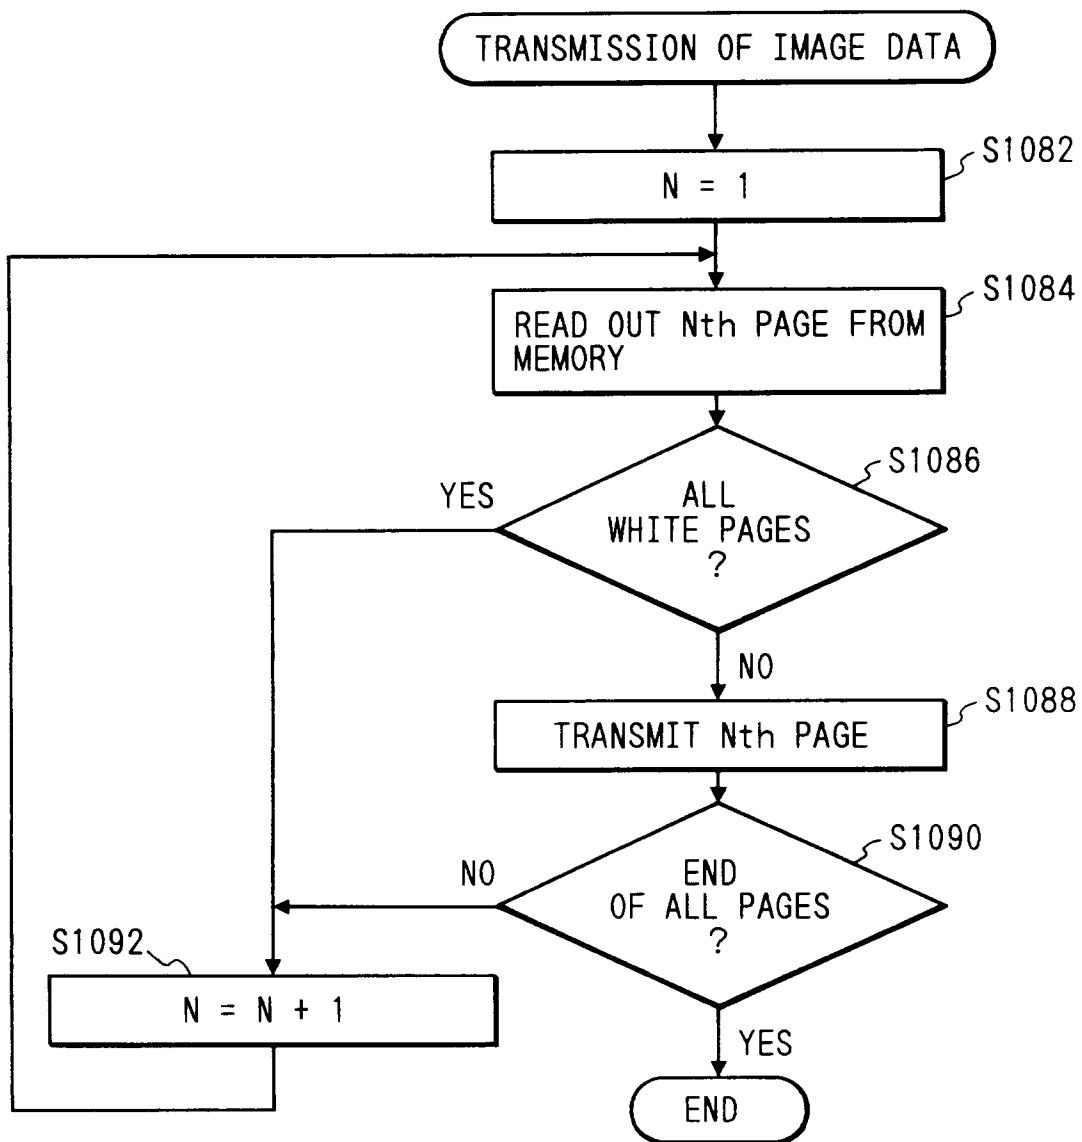 TRANSMISSION OF IMAGE DATA
S1082
N = 1
S1084
READ OUT Nth PAGE FROM
MEMORY
S1086
YES
ALL
WHITE PAGES
?
NO
S1088
TRANSMIT Nth PAGE
S1090
NO
END
OF ALL PAGES
?
S1092
N = N + 1
YES
END